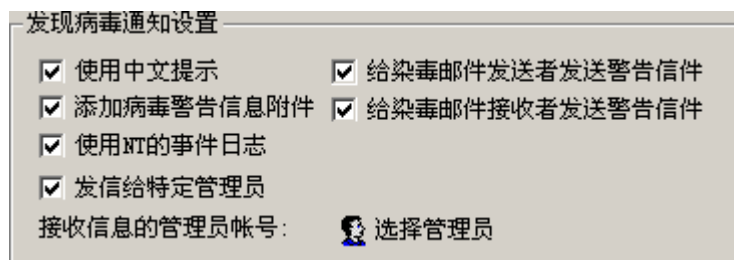 发现病毒通知设置
使用中文提示 给染毒邮件发送者发送警告信件
添加病毒警告信息附件 给染毒邮件接收者发送警告信件
使用NT的事件日志
发信给特定管理员
接收信息的管理员帐号： 选择管理员